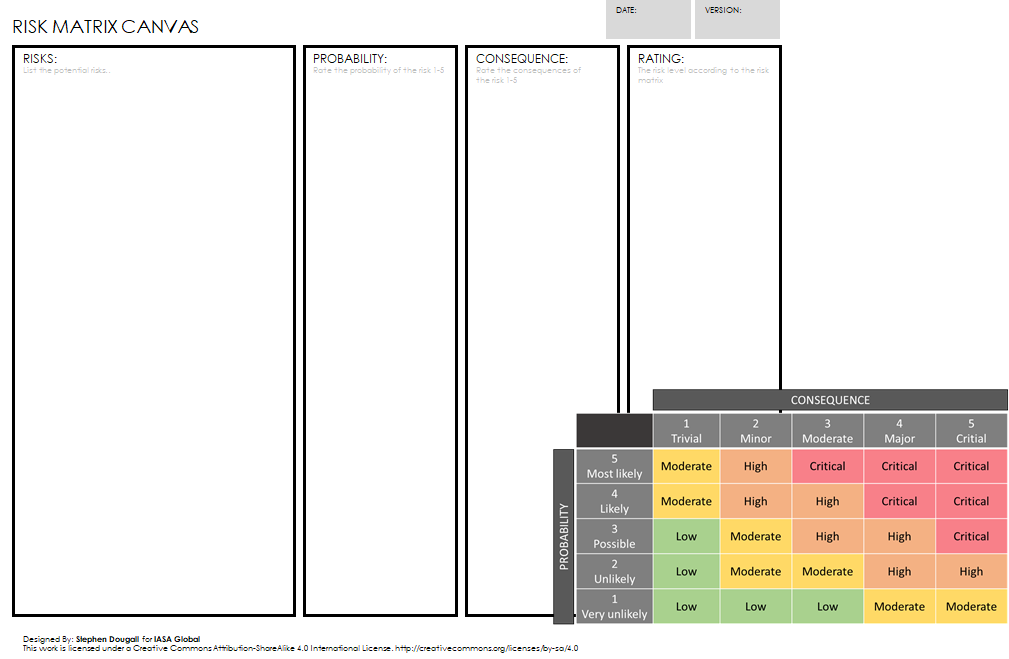 DATE:
VERSION:
RISK MATRIX CANVAS
RISKS:
List the potential risks..
PROBABILITY:
Rate the probability of the risk 1-5
CONSEQUENCE:
Rate the consequences of
the risk 1-5
RATING:
The risk level according to the risk
matrix
CONSEQUENCE
1 2 3 4 5
Trivial Minor Moderate Major Critial
PROBABILITY
5
Most likely
Moderate High Critical Critical Critical
4
Likely
Moderate High High Critical Critical
3
Possible
Low Moderate High High Critical
2
Unlikely
Low Moderate Moderate High High
1
Very unlikely
Low Low Low Moderate Moderate
Designed By: Stephen Dougall for IASA Global
This work is licensed under a Creative Commons Attribution-ShareAlike 4.0 International License. http://creativecommons.org/licenses/by-sa/4.0